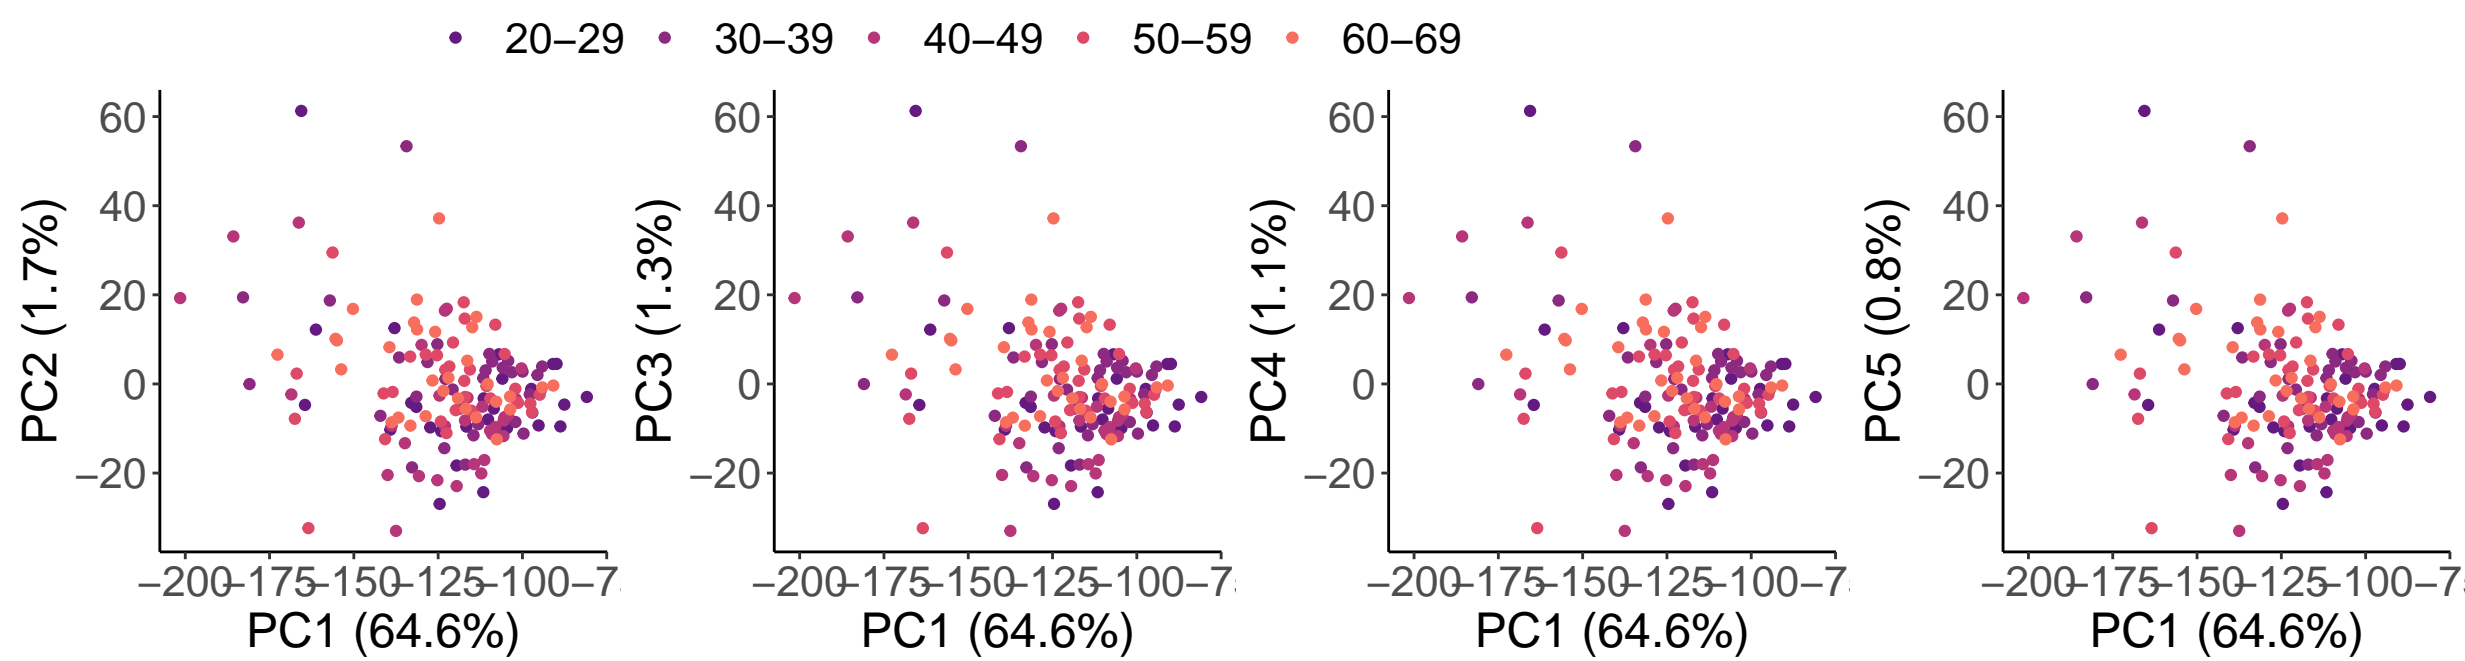 20–29 30–39 40–49 50–59 60–69
60 60 60 60
40 40 40 40
20 20 20 20
0 0 0 0
−20 −20 −20 −20
PC2 (1.7%)
PC3 (1.3%)
PC4 (1.1%)
PC5 (0.8%)
−200 −175 −150 −125 −100 −200 −175 −150 −125 −100 −200 −175 −150 −125 −100 −200 −175 −150 −125 −100
PC1 (64.6%) PC1 (64.6%) PC1 (64.6%) PC1 (64.6%)